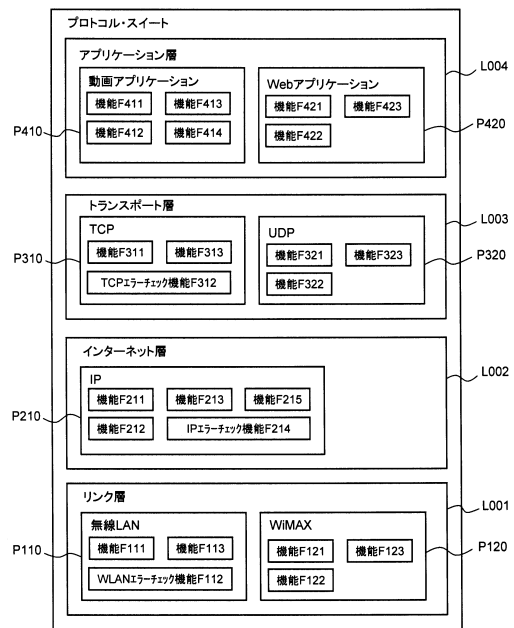 プロトコル・スイート
アプリケーション層
L004
動画アプリケーション
機能F411
機能F413
機能F412
機能F414
P410
Webアプリケーション
機能F421
機能F423
機能F422
P420
トランスポート層
L003
TCP
機能F311
機能F313
TCPエラーチェック機能F312
P310
UDP
機能F321
機能F323
機能F322
P320
インターネット層
L002
IP
機能F211
機能F213
機能F215
機能F212
IPエラーチェック機能F214
P210
リンク層
L001
無線LAN
機能F111
機能F113
WLANエラーチェック機能F112
P110
WiMAX
機能F121
機能F123
機能F122
P120